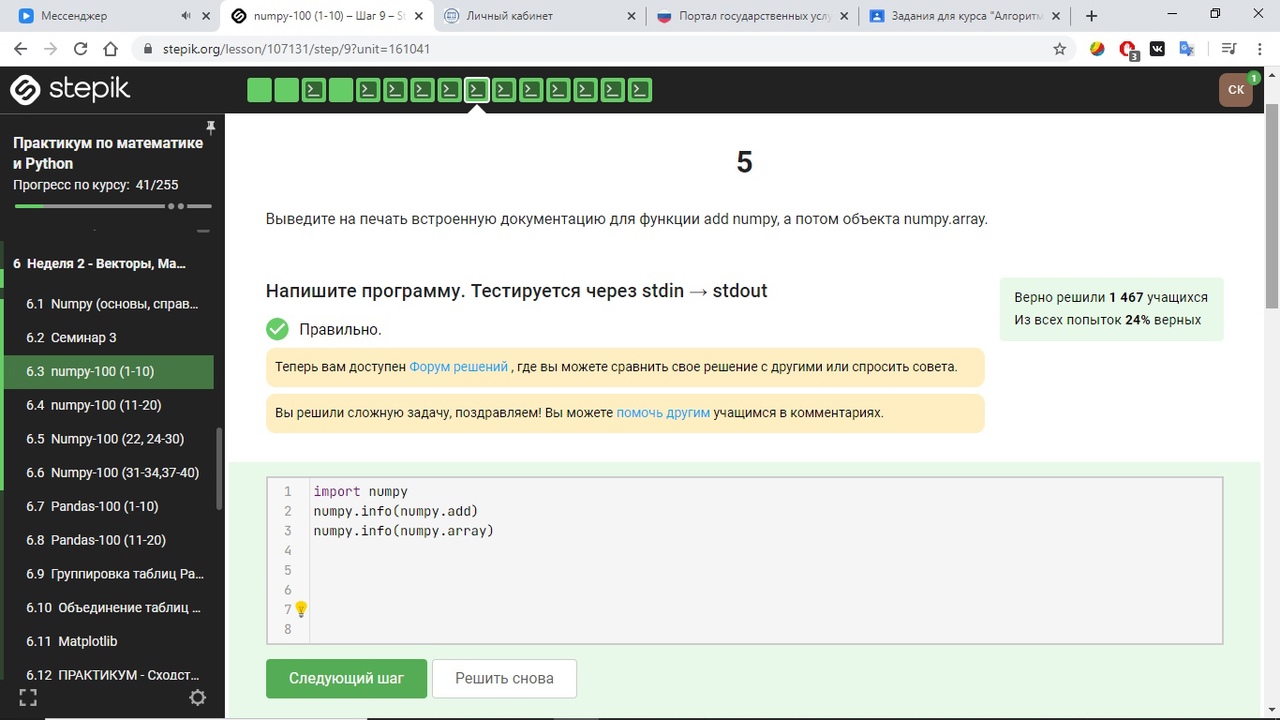 Мессенджер
numpy-100 (1-10) – Шаг 9 – St
Личный кабинет
Портал государственных услу
Задания для курса "Алгоритм
stepik.org/lesson/107131/step/9?unit=161041
3
stepik
СК
1
Практикум по математике
и Python
Прогресс по курсу: 41/255
6 Неделя 2 - Векторы, Ма...
6.1 Numpy (основы, справ...
6.2 Семинар 3
6.3 numpy-100 (1-10)
6.4 numpy-100 (11-20)
6.5 Numpy-100 (22, 24-30)
6.6 Numpy-100 (31-34,37-40)
6.7 Pandas-100 (1-10)
6.8 Pandas-100 (11-20)
6.9 Группировка таблиц Pa...
6.10 Объединение таблиц ...
6.11 Matplotlib
6.12 ПРАКТИКУМ - Сходст...
5
Выведите на печать встроенную документацию для функции add numpy, а потом объекта numpy.array.
Напишите программу. Тестируется через stdin → stdout
Верно решили 1 467 учащихся
Из всех попыток 24% верных
Правильно.
Теперь вам доступен Форум решений , где вы можете сравнить свое решение с другими или спросить совета.
Вы решили сложную задачу, поздравляем! Вы можете помочь другим учащимся в комментариях.
1 import numpy
2 numpy.info(numpy.add)
3 numpy.info(numpy.array)
4
5
6
7
8
Следующий шаг
Решить снова